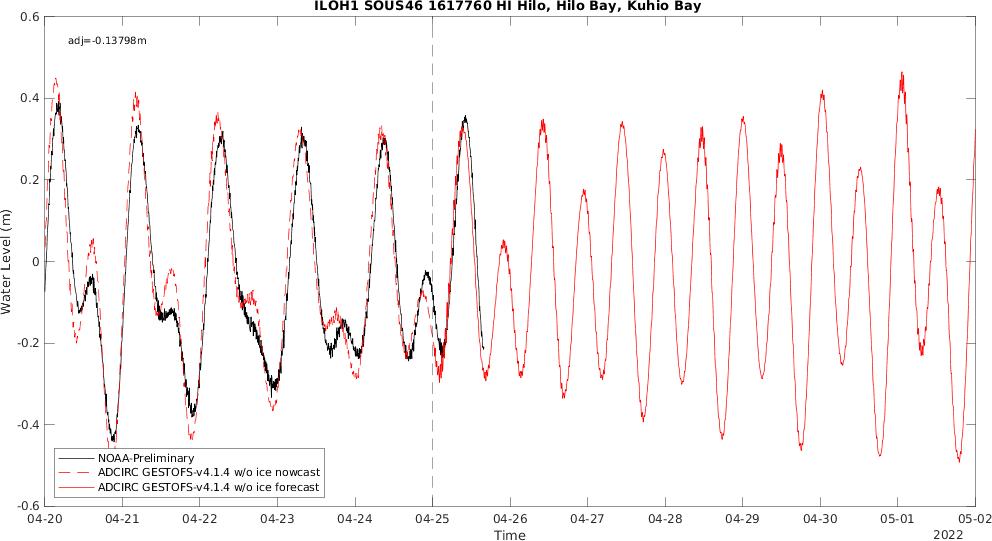 ILOH1 SOUS46 1617760 HI Hilo, Hilo Bay, Kuhio Bay
adj=-0.13798m
0.6
0.4
0.2
0
-0.2
-0.4
-0.6
Water Level (m)
NOAA-Preliminary
ADCIRC GESTOFS-v4.1.4 w/o ice nowcast
ADCIRC GESTOFS-v4.1.4 w/o ice forecast
04-20 04-21 04-22 04-23 04-24 04-25 04-26 04-27 04-28 04-29 04-30 05-01 05-02
Time
2022